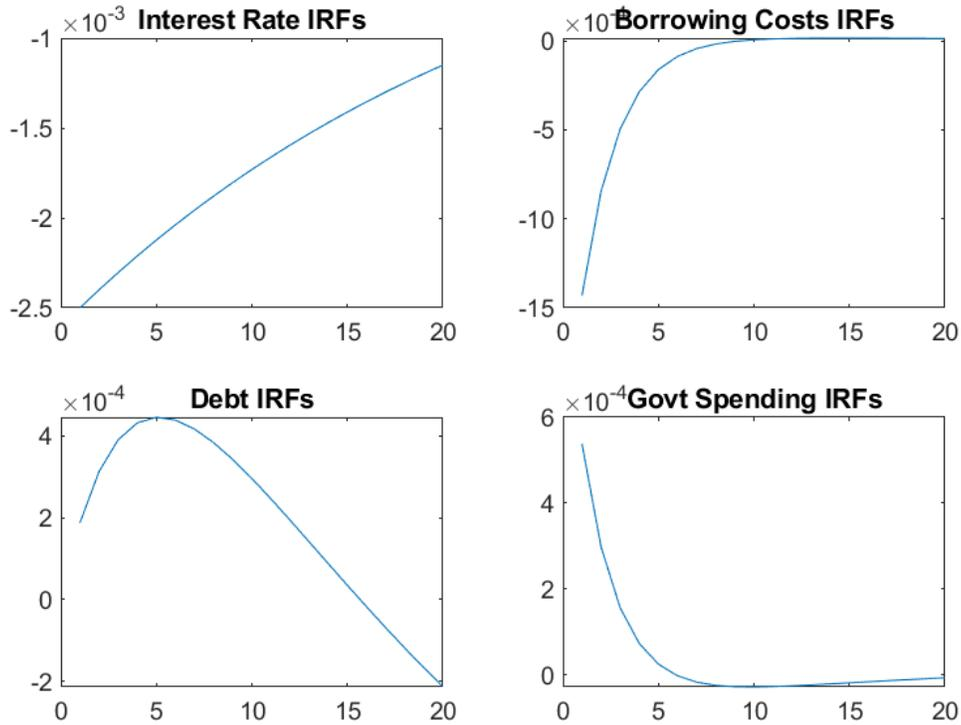 ×10⁻³ Interest Rate IRFs
-1
-1.5
-2
-2.5
0 5 10 15 20
×10⁻⁴ Borrowing Costs IRFs
0
-5
-10
-15
0 5 10 15 20
×10⁻⁴ Debt IRFs
4
2
0
-2
0 5 10 15 20
×10⁻⁴ Govt Spending IRFs
6
4
2
0
0 5 10 15 20